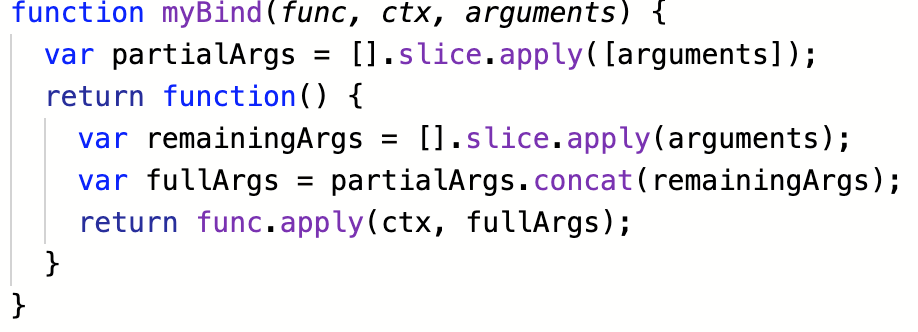 function myBind(func, ctx, arguments) {
  var partialArgs = [].slice.apply([arguments]);
  return function() {
    var remainingArgs = [].slice.apply(arguments);
    var fullArgs = partialArgs.concat(remainingArgs);
    return func.apply(ctx, fullArgs);
  }
}